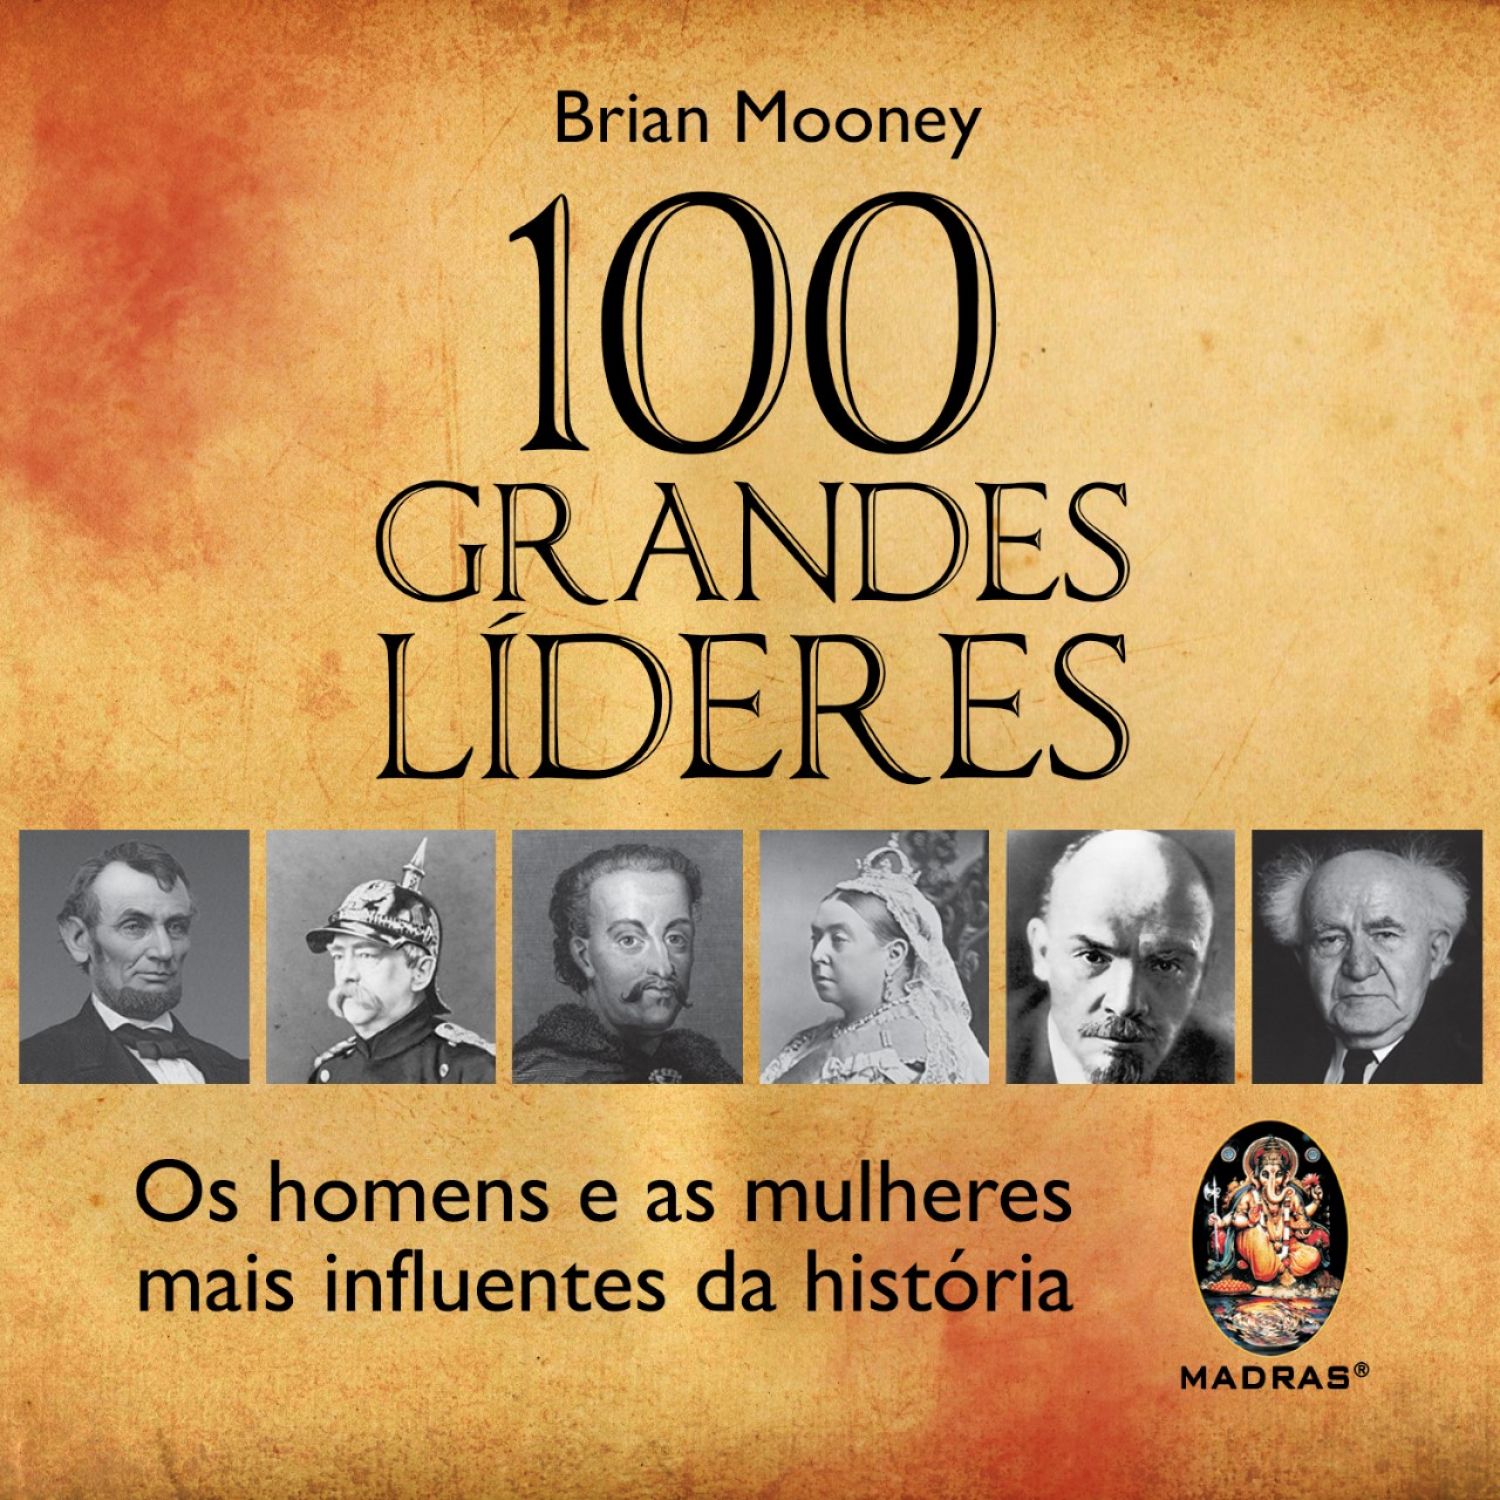 Brian Mooney
100
GRANDES
LÍDERES
Os homens e as mulheres
mais influentes da história
MADRAS®